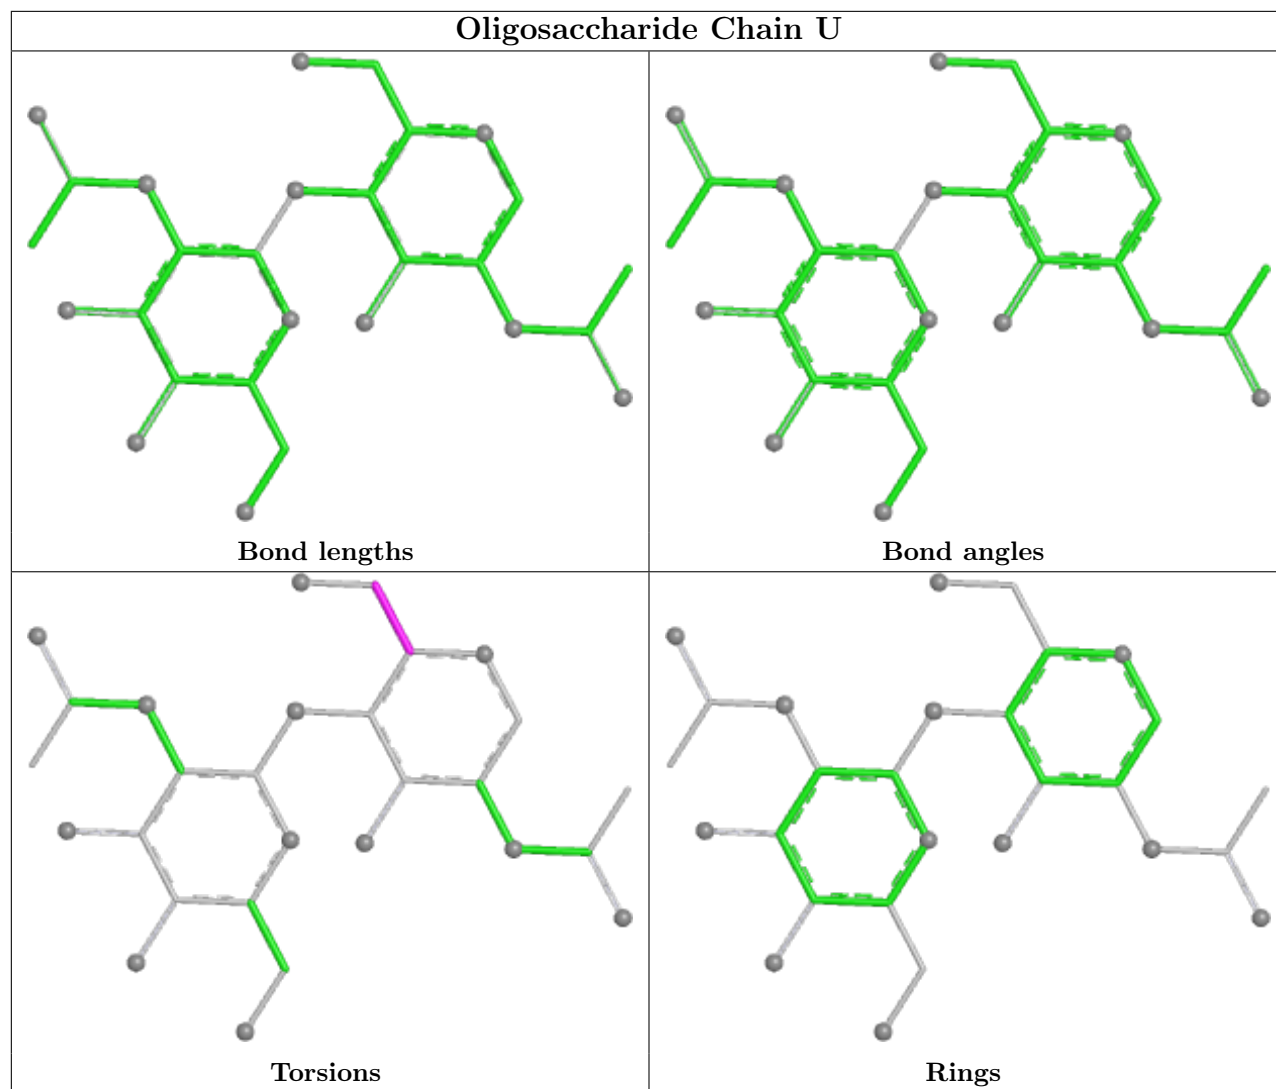 Oligosaccharide Chain U
Bond lengths
Bond angles
Torsions
Rings